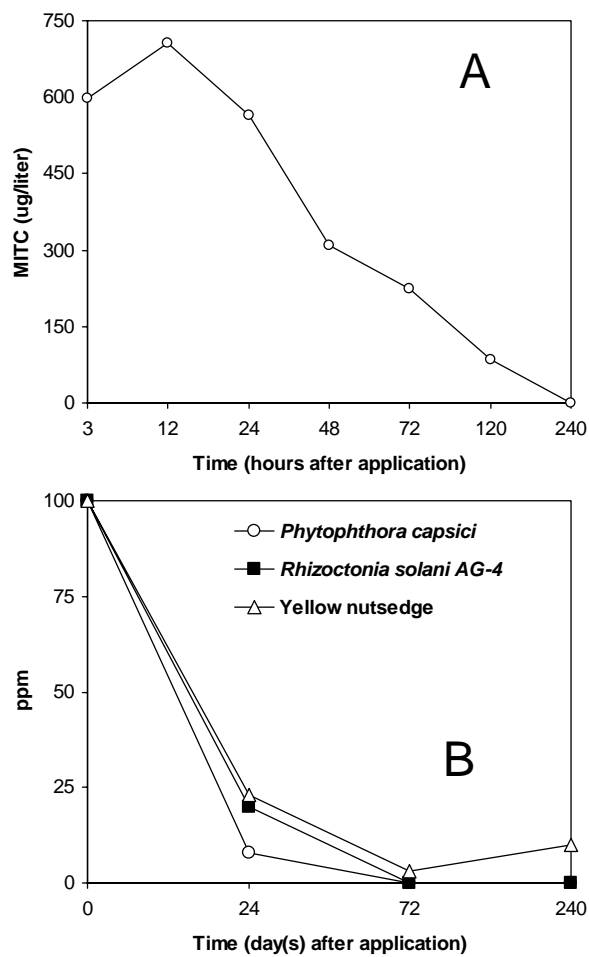 750
A
600
450
MITC (ug/liter)
300
150
0
3 12 24 48 72 120 240
Time (hours after application)
100
Phytophthora capsici
Rhizoctonia solani AG-4
75
Yellow nutsedge
ppm
50
B
25
0
0 24 72 240
Time (day(s) after application)